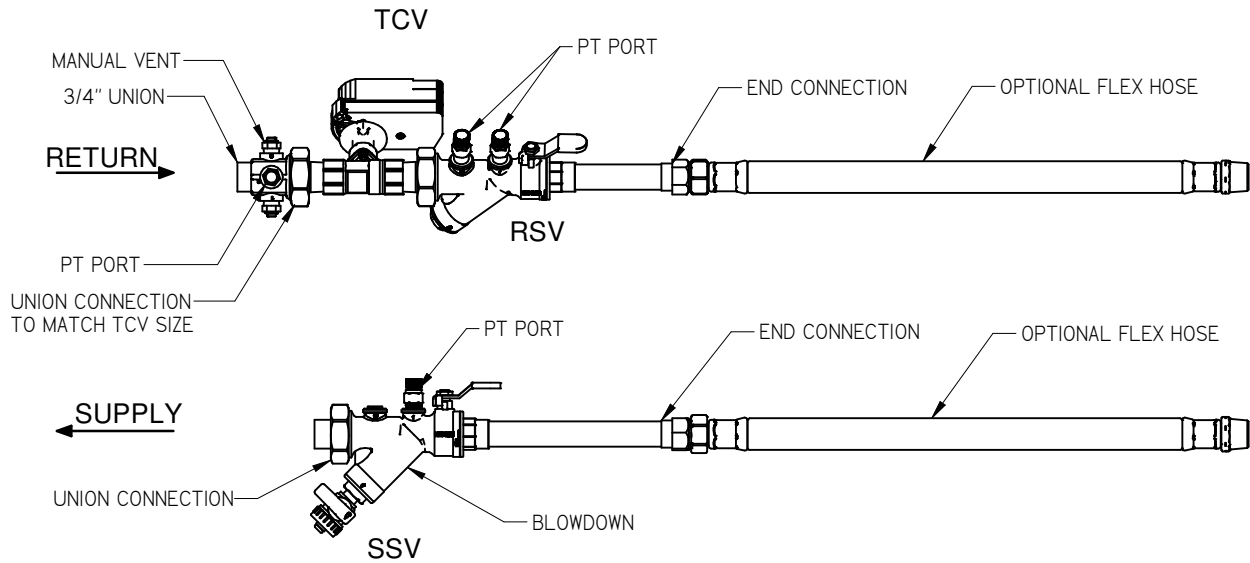 TCV
MANUAL VENT
PT PORT
3/4" UNION
END CONNECTION
OPTIONAL FLEX HOSE
RETURN
RSV
PT PORT
UNION CONNECTION
TO MATCH TCV SIZE
PT PORT
END CONNECTION
OPTIONAL FLEX HOSE
SUPPLY
UNION CONNECTION
BLOWDOWN
SSV